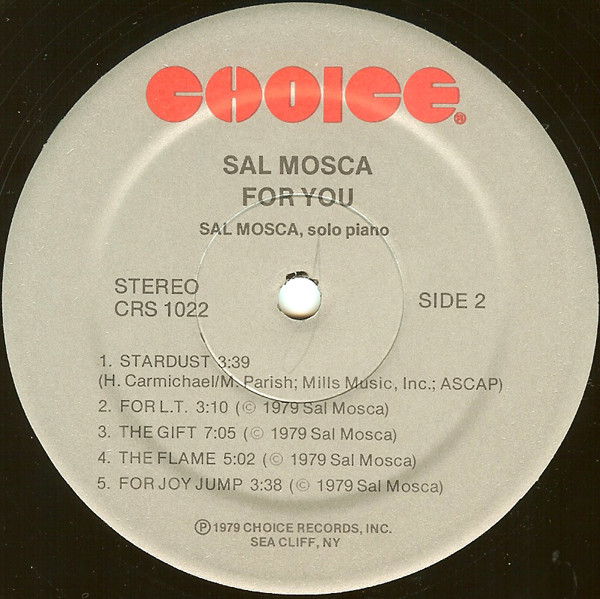 CHOICE®
SAL MOSCA
FOR YOU
SAL MOSCA, solo piano
STEREO
CRS 1022
SIDE 2
1. STARDUST 3:39
(H. Carmichael/M. Parish; Mills Music, Inc.; ASCAP)
2. FOR L.T. 3:10 (© 1979 Sal Mosca)
3. THE GIFT 7:05 (© 1979 Sal Mosca)
4. THE FLAME 5:02 (© 1979 Sal Mosca)
5. FOR JOY JUMP 3:38 (© 1979 Sal Mosca)
℗ 1979 CHOICE RECORDS, INC.
SEA CLIFF, NY